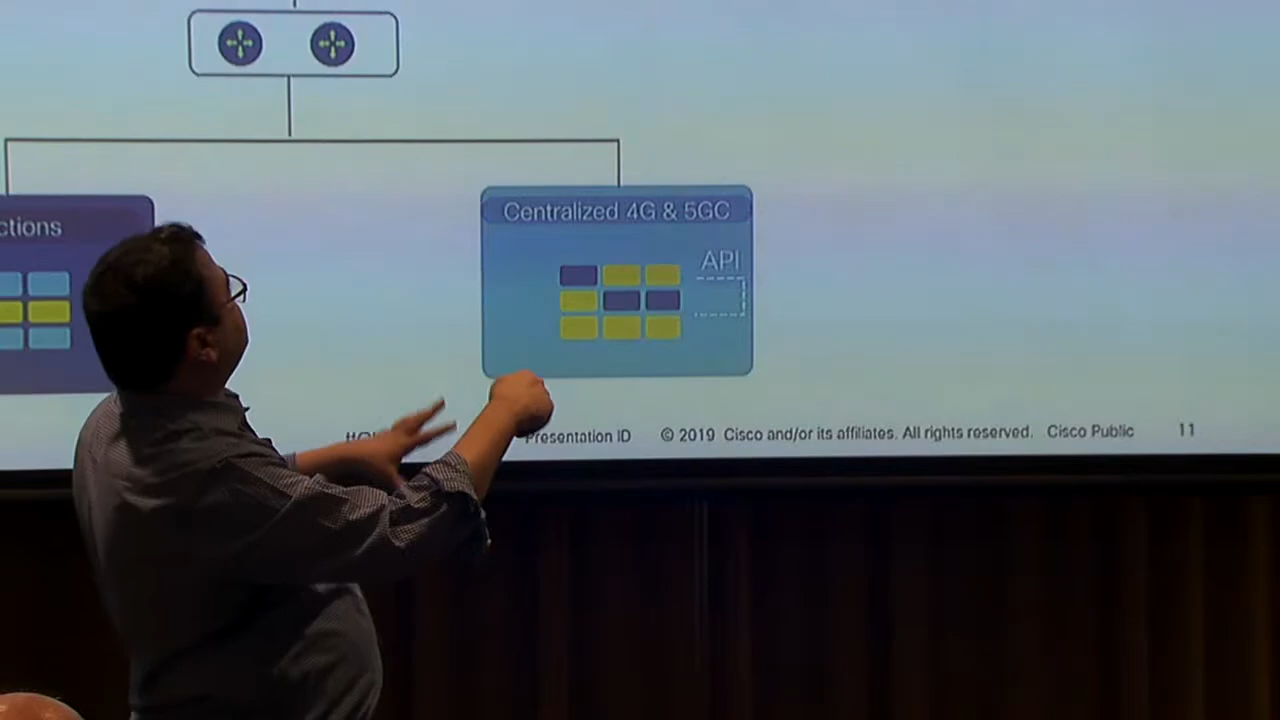 ctions
Centralized 4G & 5GC
API
Presentation ID © 2019 Cisco and/or its affiliates. All rights reserved. Cisco Public 11